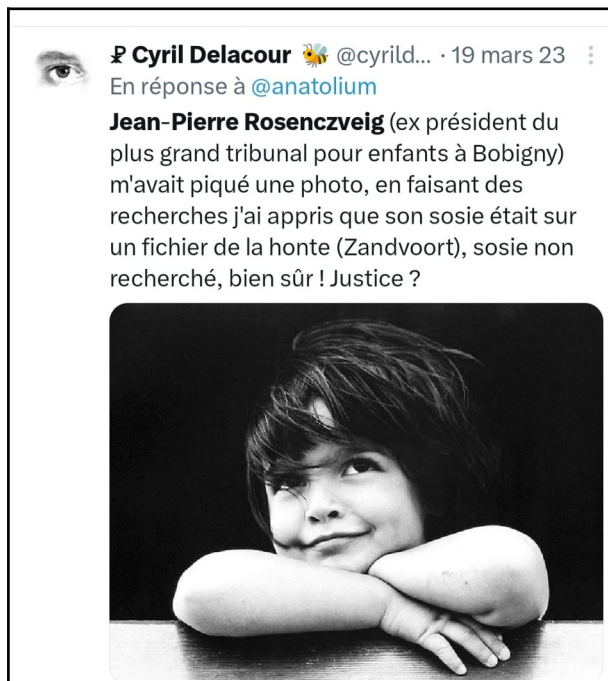 ☧ Cyril Delacour 🐝 @cyrild... · 19 mars 23
En réponse à @anatolium
Jean-Pierre Rosenczveig (ex président du
plus grand tribunal pour enfants à Bobigny)
m'avait piqué une photo, en faisant des
recherches j'ai appris que son sosie était sur
un fichier de la honte (Zandvoort), sosie non
recherché, bien sûr ! Justice ?